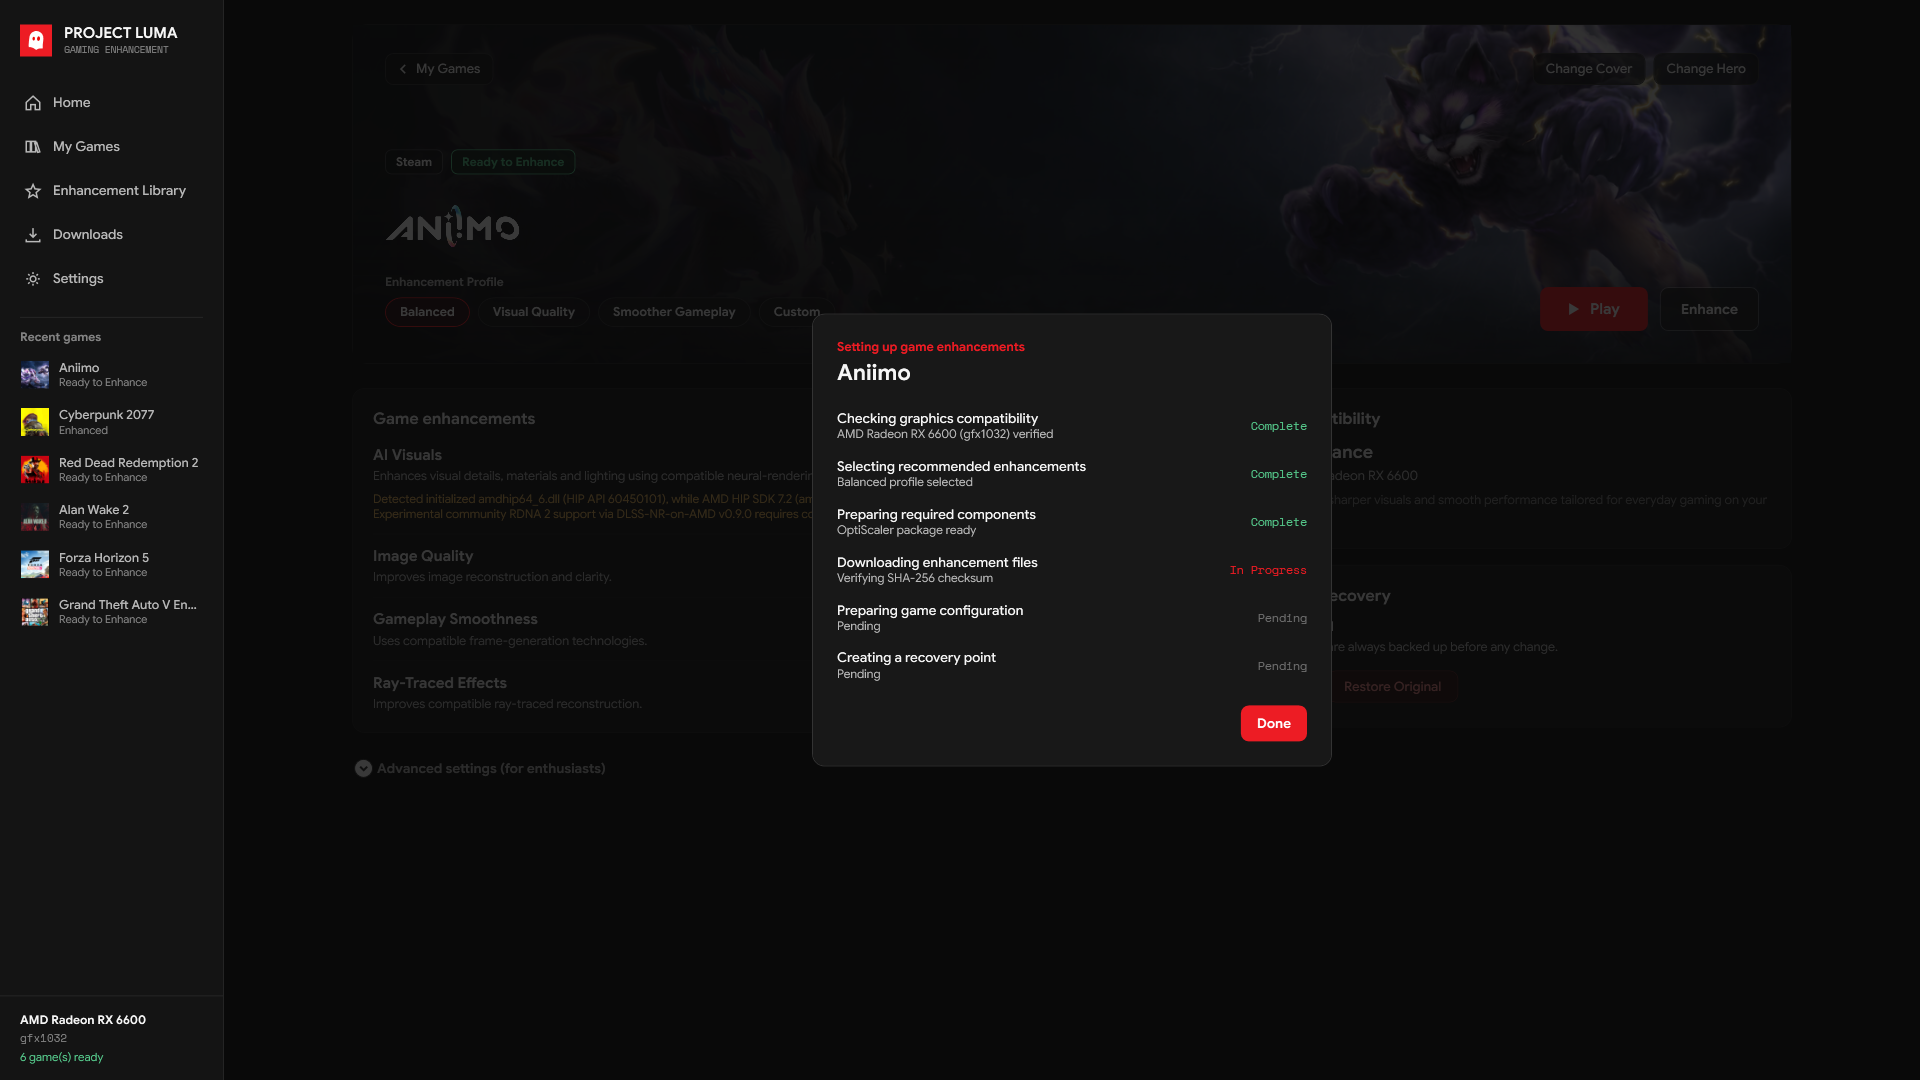 PROJECT LUMA
GAMING ENHANCEMENT
Home
My Games
Enhancement Library
Downloads
Settings
Recent games
Aniimo
Ready to Enhance
Cyberpunk 2077
Enhanced
Red Dead Redemption 2
Ready to Enhance
Alan Wake 2
Ready to Enhance
Forza Horizon 5
Ready to Enhance
Grand Theft Auto V En...
Ready to Enhance
AMD Radeon RX 6600
gfx1032
6 game(s) ready
My Games
Change Cover
Change Hero
Steam
Ready to Enhance
ANIIMO
Enhancement Profile
Balanced
Visual Quality
Smoother Gameplay
Custom
Play
Enhance
Game enhancements
AI Visuals
Enhances visual details, materials and lighting using compatible neural-renderin
Detected initialized amdhip64_6.dll (HIP API 60450101), while AMD HIP SDK 7.2 (am
Experimental community RDNA 2 support via DLSS-NR-on-AMD v0.9.0 requires co
Image Quality
Improves image reconstruction and clarity.
Gameplay Smoothness
Uses compatible frame-generation technologies.
Ray-Traced Effects
Improves compatible ray-traced reconstruction.
Advanced settings (for enthusiasts)
Setting up game enhancements
Aniimo
Checking graphics compatibility
AMD Radeon RX 6600 (gfx1032) verified
Complete
Selecting recommended enhancements
Balanced profile selected
Complete
Preparing required components
OptiScaler package ready
Complete
Downloading enhancement files
Verifying SHA-256 checksum
In Progress
Preparing game configuration
Pending
Pending
Creating a recovery point
Pending
Pending
Done
tibility
ance
adeon RX 6600
sharper visuals and smooth performance tailored for everyday gaming on your
ecovery
are always backed up before any change.
Restore Original